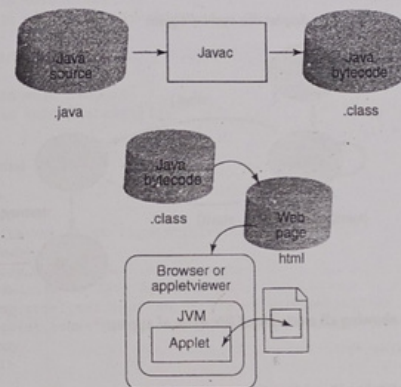 Java
source
Javac
Java
bytecode
.java
.class
Java
bytecode
.class
Web
page
html
Browser or
appletviewer
JVM
Applet